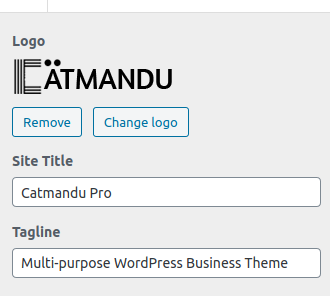 Logo
CÄTMANDU
Remove
Change logo
Site Title
Catmandu Pro
Tagline
Multi-purpose WordPress Business Theme